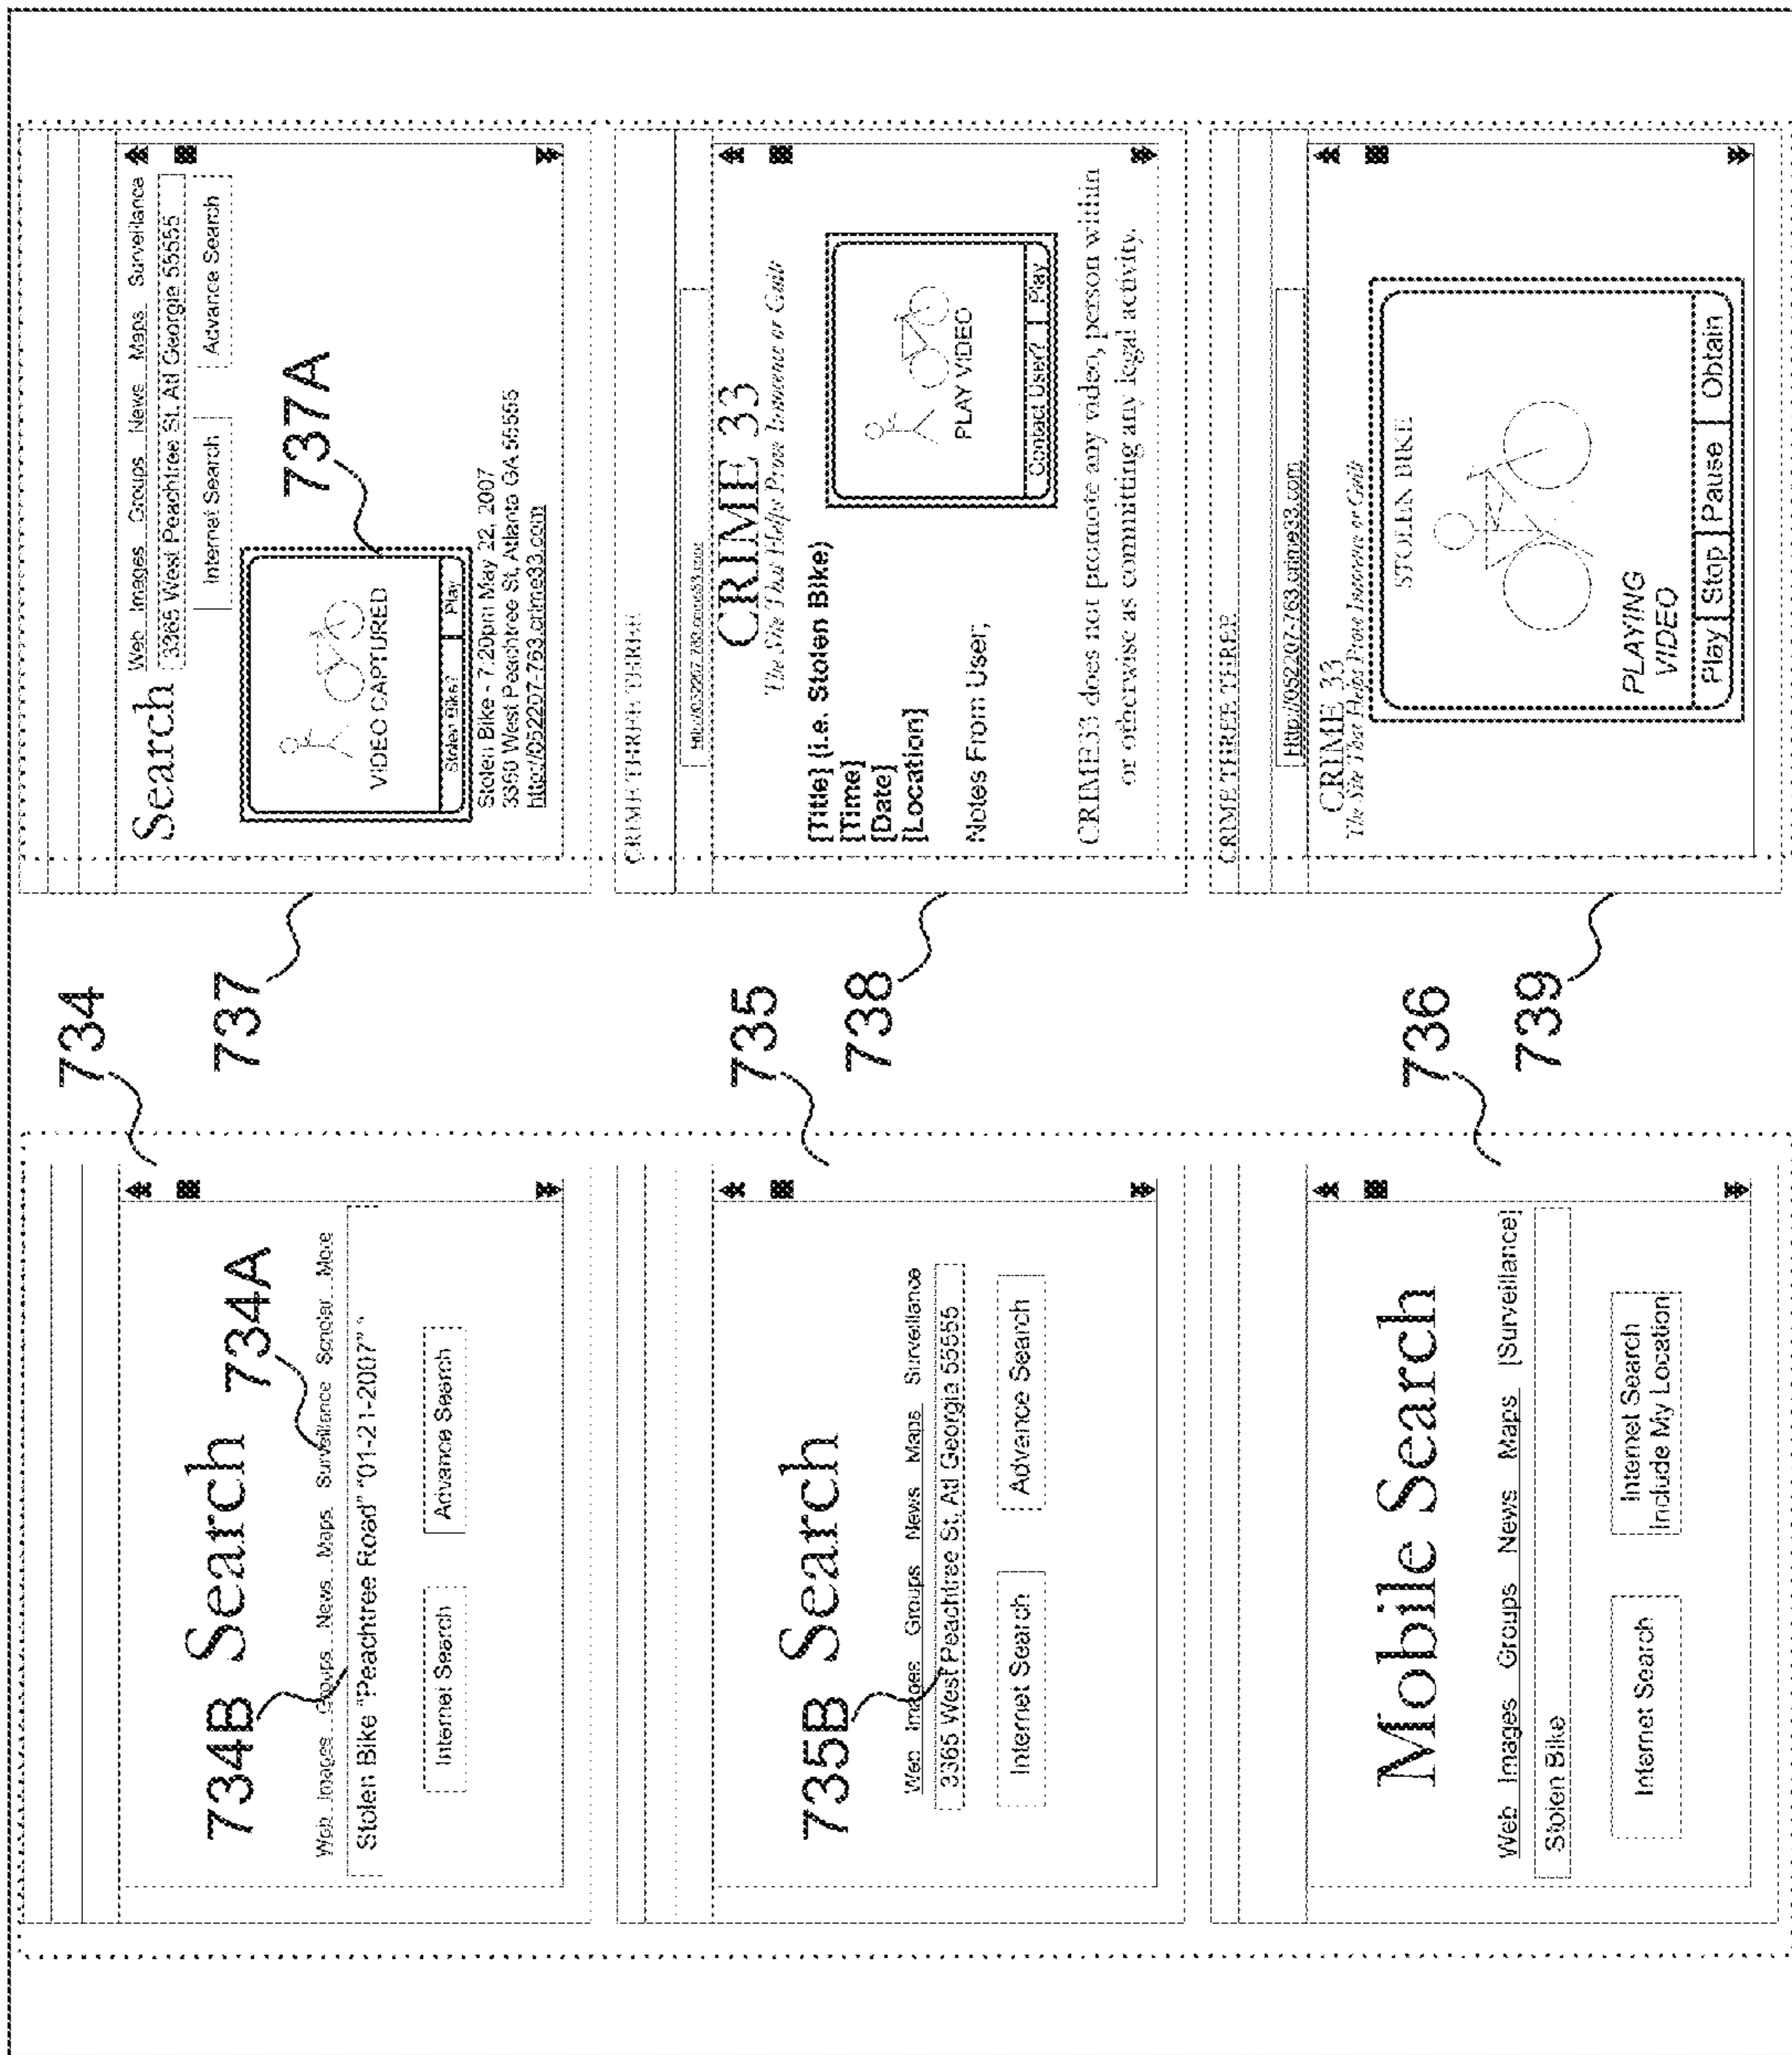 734
734B Search 734A
Web Images Groups News Maps Surveillance Scholar More
Stolen Bike "Peachtree Road" "01-21-2007" "
Internet Search Advance Search
735
735B Search
Web Images Groups News Maps Surveillance
3365 West Peachtree St. Atl Georgia 55555
Internet Search Advance Search
736
Mobile Search
Web Images Groups News Maps [Surveillance]
Stolen Bike
Internet Search
Internet Search
Include My Location
737
Search
Web Images Groups News Maps Surveillance
3365 West Peachtree St. Atl George 55555
Internet Search Advance Search
737A
VIDEO CAPTURED
Stolen Bike? Play
Stolen Bike - 7:20pm May 22, 2007
3360 West Peachtree St, Atlanta GA 55555
http://052207-763.crime33.com
738
CRIME THREE THREE
Http://052207-763.crime33.com
CRIME 33
The Site That Helps Prove Innocence or Guilt
[Title] (i.e. Stolen Bike)
[Time]
[Date]
[Location]
Notes From User;
PLAY VIDEO
Contact User? Play
CRIME33 does not promote any video, person within
or otherwise as committing any legal activity.
739
CRIME THREE THREE
Http://052207-763.crime33.com
CRIME 33
The Site That Helps Prove Innocence or Guilt
STOLEN BIKE
PLAYING
VIDEO
Play Stop Pause Obtain